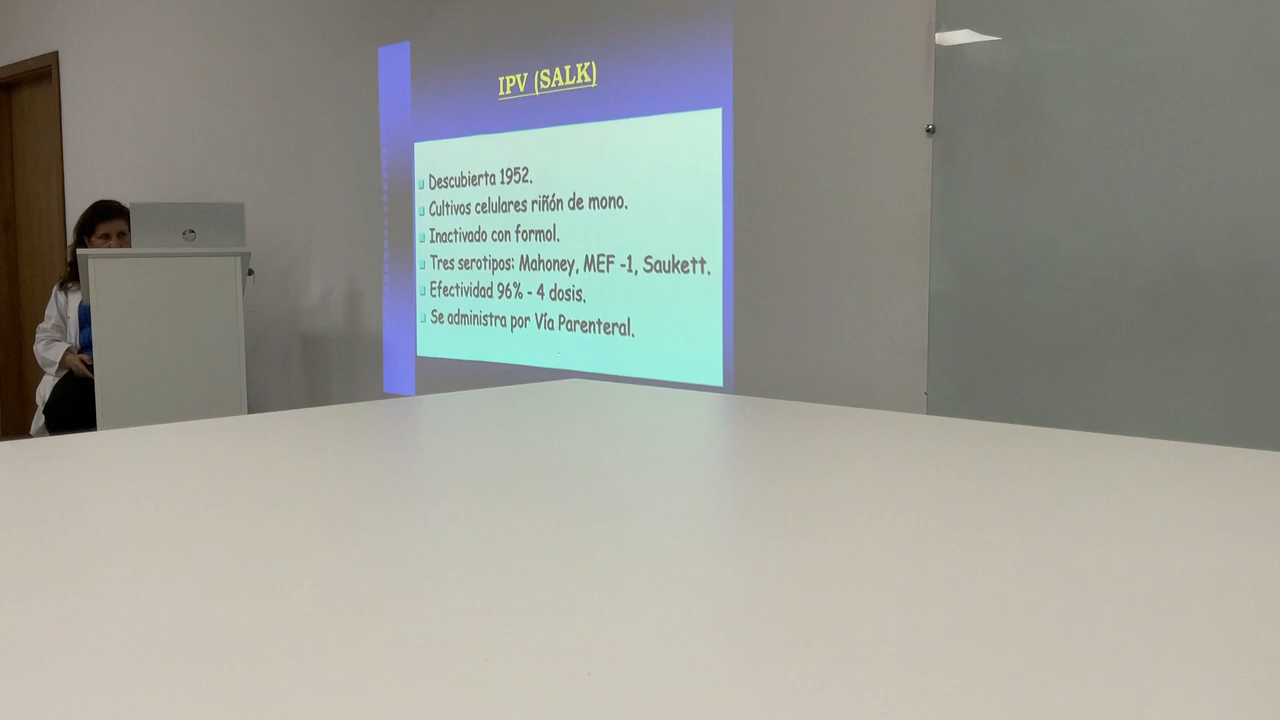 IPV (SALK)
Descubierta 1952.
Cultivos celulares riñón de mono.
Inactivado con formol.
Tres serotipos: Mahoney, MEF -1, Saukett.
Efectividad 96% - 4 dosis.
Se administra por Vía Parenteral.